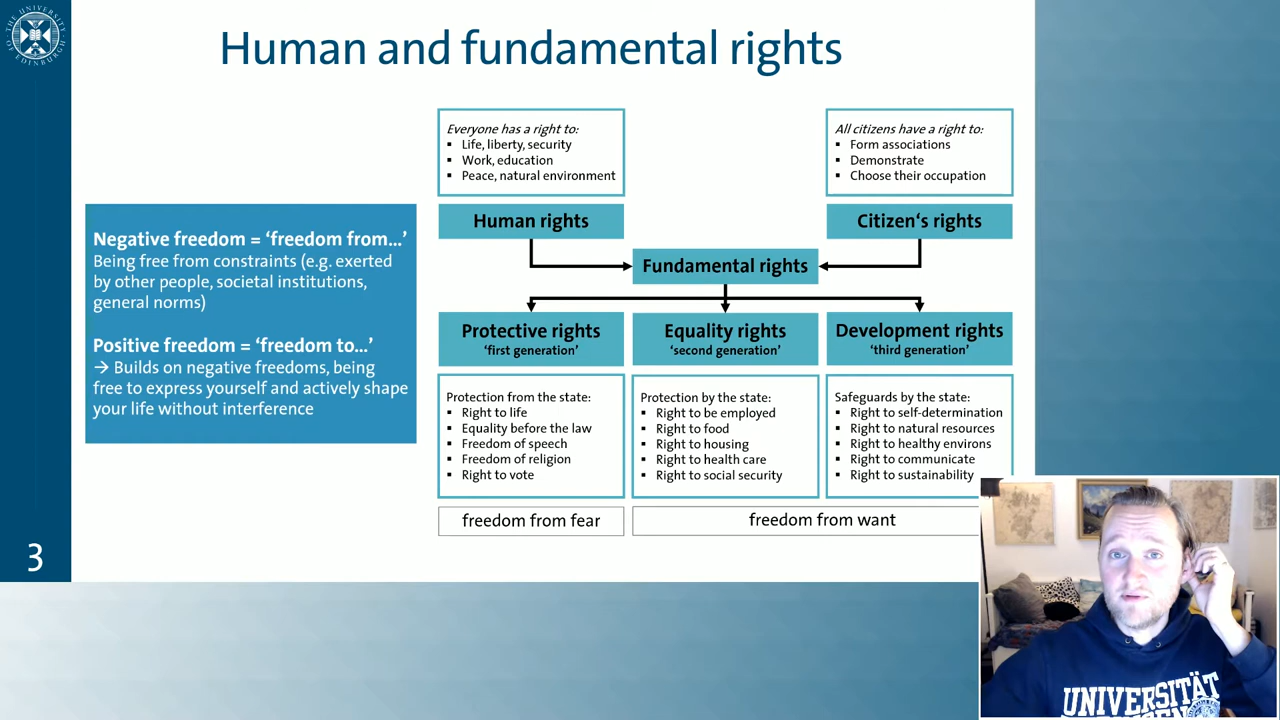 THE UNIVERSITY OF EDINBURGH
Human and fundamental rights
Negative freedom = ‘freedom from...’
Being free from constraints (e.g. exerted
by other people, societal institutions,
general norms)
Positive freedom = ‘freedom to...’
→ Builds on negative freedoms, being
free to express yourself and actively shape
your life without interference
Everyone has a right to:
▪ Life, liberty, security
▪ Work, education
▪ Peace, natural environment
Human rights
All citizens have a right to:
▪ Form associations
▪ Demonstrate
▪ Choose their occupation
Citizen‘s rights
Fundamental rights
Protective rights
‘first generation’
Equality rights
‘second generation’
Development rights
‘third generation’
Protection from the state:
▪ Right to life
▪ Equality before the law
▪ Freedom of speech
▪ Freedom of religion
▪ Right to vote
Protection by the state:
▪ Right to be employed
▪ Right to food
▪ Right to housing
▪ Right to health care
▪ Right to social security
Safeguards by the state:
▪ Right to self-determination
▪ Right to natural resources
▪ Right to healthy environs
▪ Right to communicate
▪ Right to sustainability
freedom from fear
freedom from want
3
UNIVERSITÄT